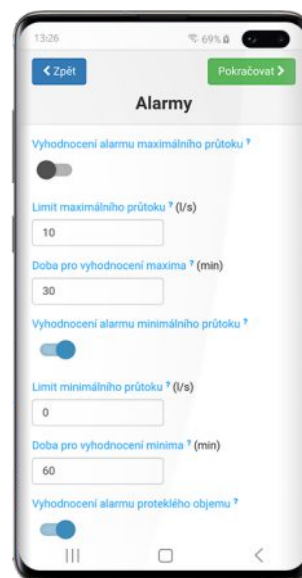 13:26 69%
Zpět Pokračovat
Alarmy
Vyhodnocení alarmu maximálního průtoku ?
Limit maximálního průtoku ? (l/s)
10
Doba pro vyhodnocení maxima ? (min)
30
Vyhodnocení alarmu minimálního průtoku ?
Limit minimálního průtoku ? (l/s)
0
Doba pro vyhodnocení minima ? (min)
60
Vyhodnocení alarmu proteklého objemu ?